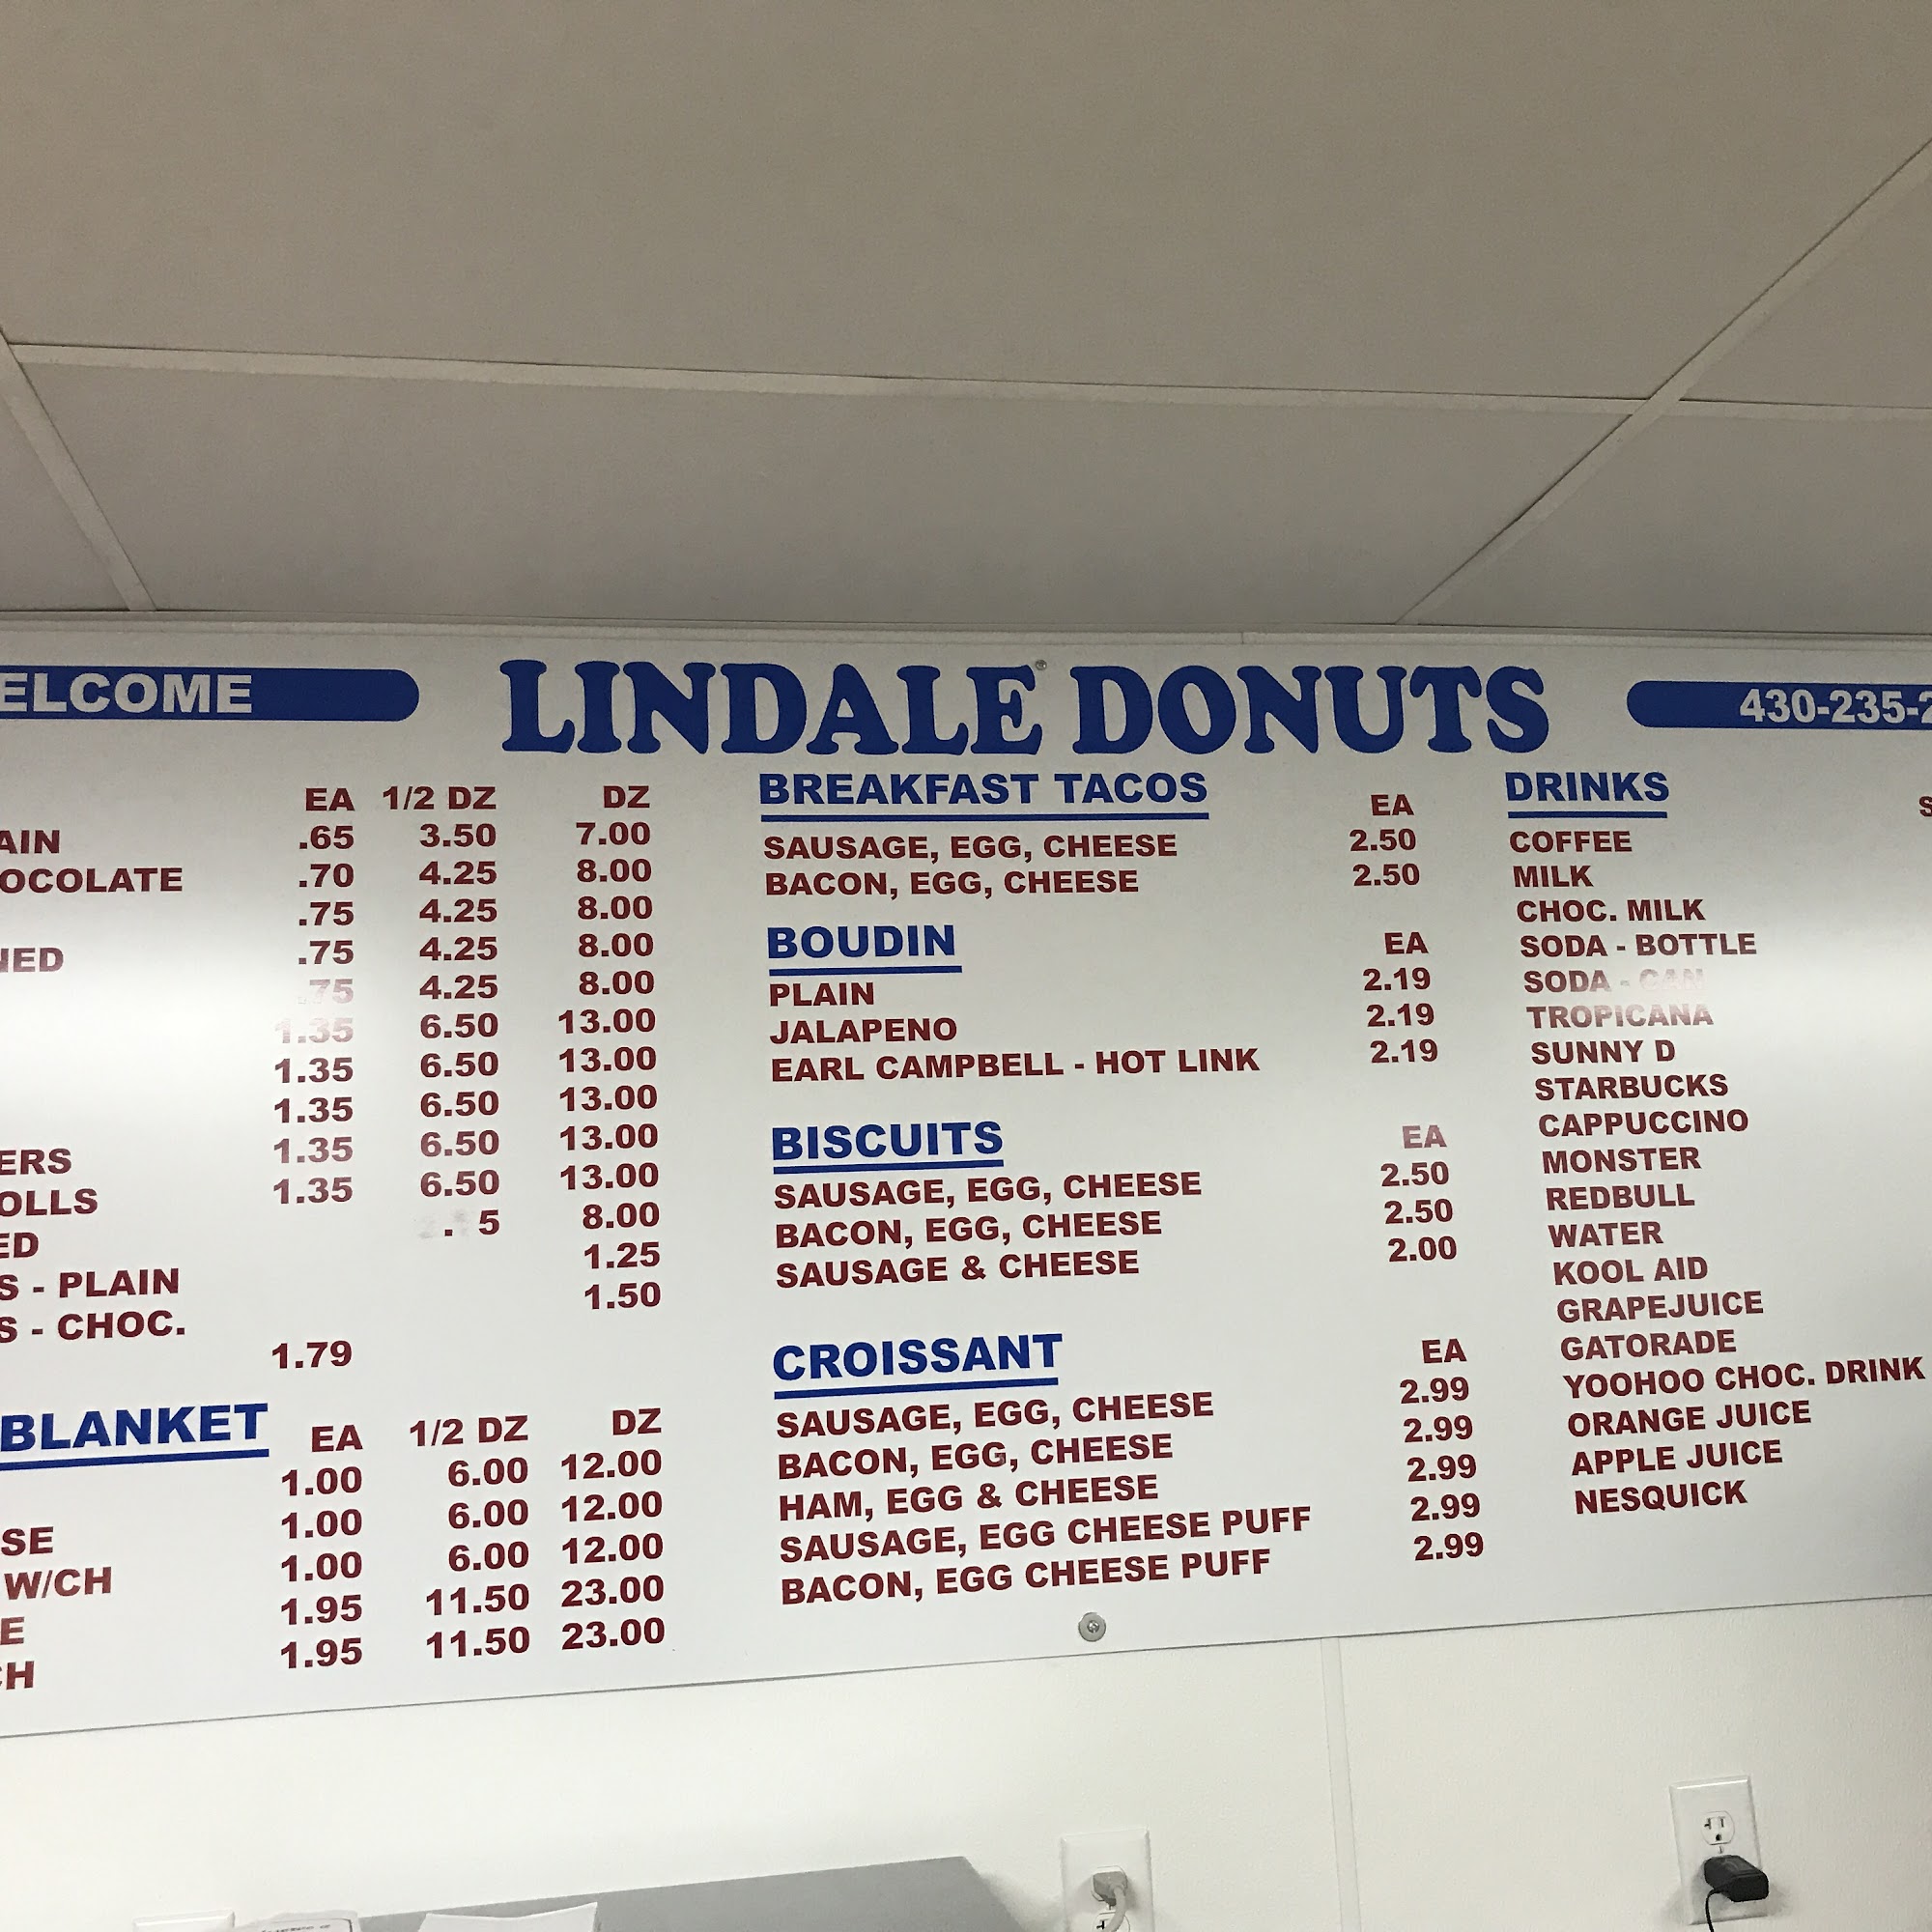 ELCOME
LINDALE DONUTS
430-235-2
EA 1/2 DZ DZ
AIN .65 3.50 7.00
OCOLATE .70 4.25 8.00
.75 4.25 8.00
NED .75 4.25 8.00
.75 4.25 8.00
1.35 6.50 13.00
1.35 6.50 13.00
1.35 6.50 13.00
ERS 1.35 6.50 13.00
OLLS 1.35 6.50 13.00
ED 5 8.00
S - PLAIN 1.25
S - CHOC. 1.50
1.79
BLANKET EA 1/2 DZ DZ
1.00 6.00 12.00
SE 1.00 6.00 12.00
W/CH 1.00 6.00 12.00
E 1.95 11.50 23.00
CH 1.95 11.50 23.00
BREAKFAST TACOS EA
SAUSAGE, EGG, CHEESE 2.50
BACON, EGG, CHEESE 2.50
BOUDIN EA
PLAIN 2.19
JALAPENO 2.19
EARL CAMPBELL - HOT LINK 2.19
BISCUITS EA
SAUSAGE, EGG, CHEESE 2.50
BACON, EGG, CHEESE 2.50
SAUSAGE & CHEESE 2.00
CROISSANT EA
SAUSAGE, EGG, CHEESE 2.99
BACON, EGG, CHEESE 2.99
HAM, EGG & CHEESE 2.99
SAUSAGE, EGG CHEESE PUFF 2.99
BACON, EGG CHEESE PUFF 2.99
DRINKS S
COFFEE
MILK
CHOC. MILK
SODA - BOTTLE
SODA - CAN
TROPICANA
SUNNY D
STARBUCKS
CAPPUCCINO
MONSTER
REDBULL
WATER
KOOL AID
GRAPEJUICE
GATORADE
YOOHOO CHOC. DRINK
ORANGE JUICE
APPLE JUICE
NESQUICK